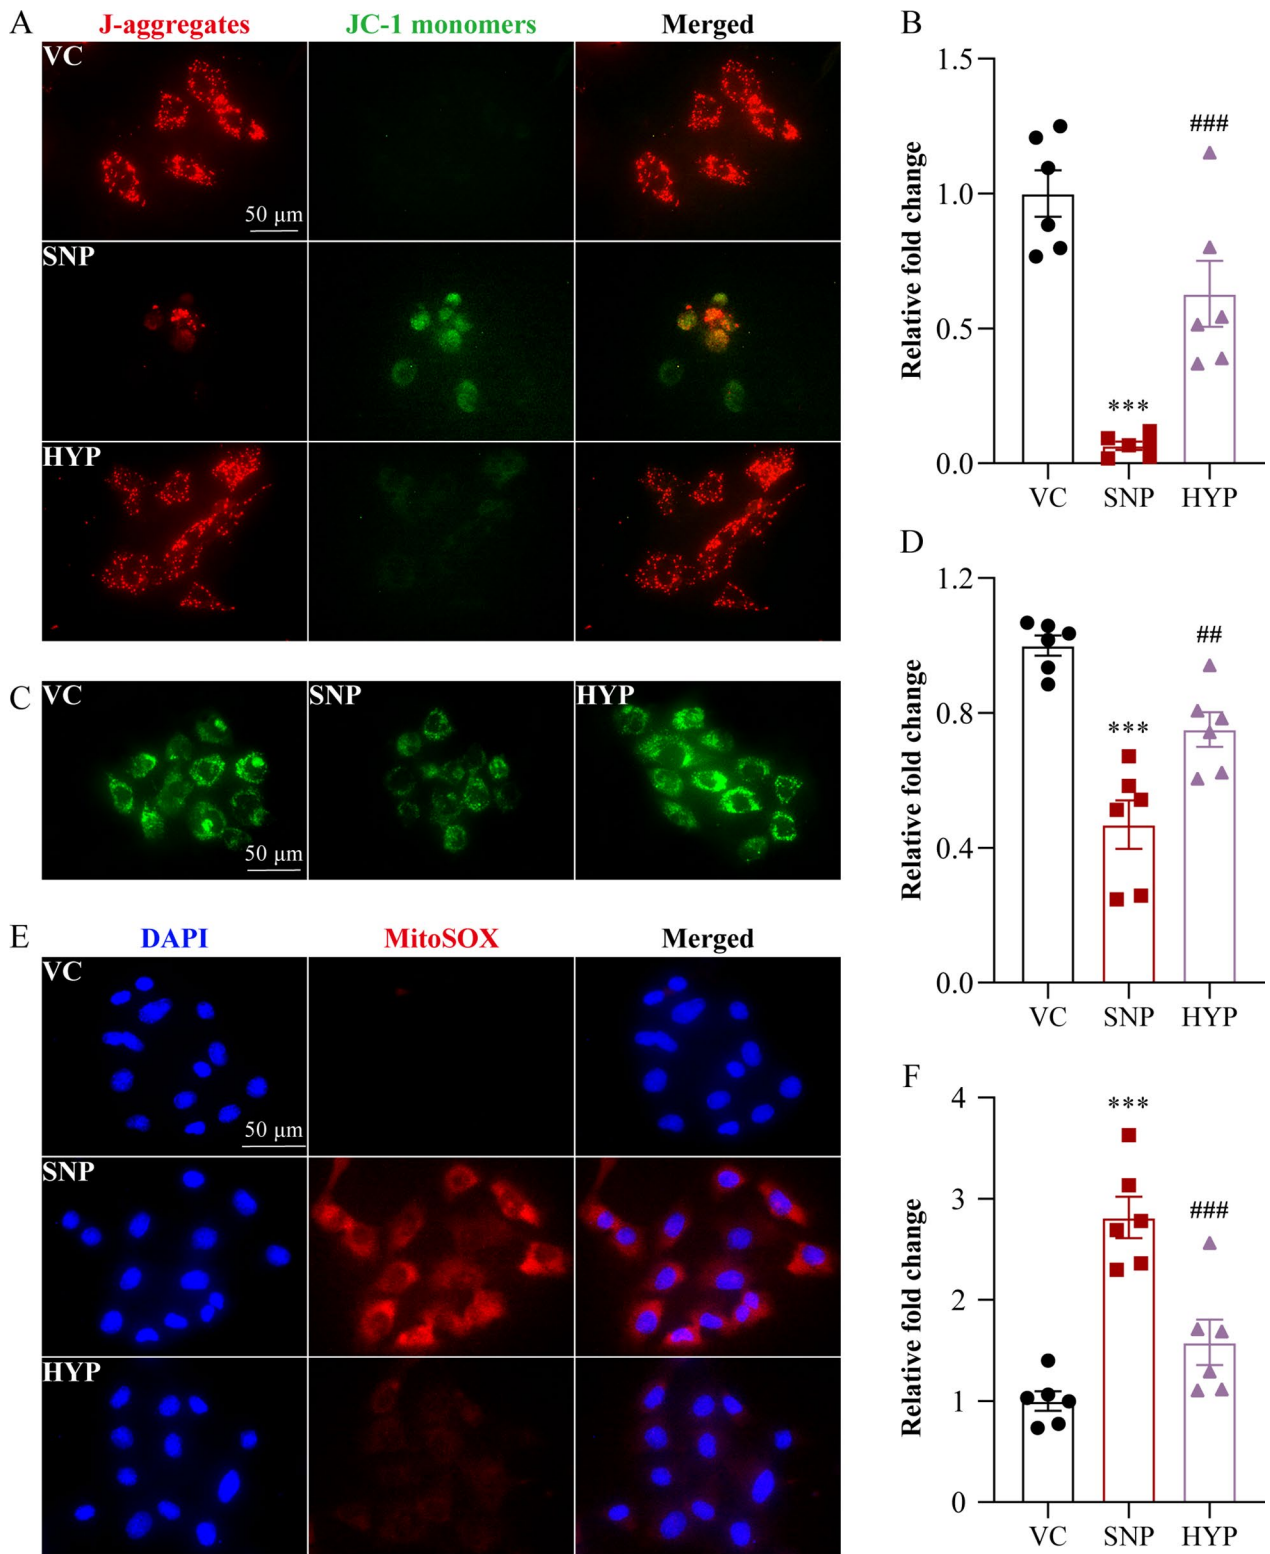 A
J-aggregates JC-1 monomers Merged
VC
50 µm
SNP
HYP
B
Relative fold change
1.5
1.0
0.5
0.0
***
###
VC SNP HYP
C
VC SNP HYP
50 µm
D
Relative fold change
1.2
0.8
0.4
0.0
***
##
VC SNP HYP
E
DAPI MitoSOX Merged
VC
50 µm
SNP
HYP
F
Relative fold change
4
3
2
1
0
***
###
VC SNP HYP